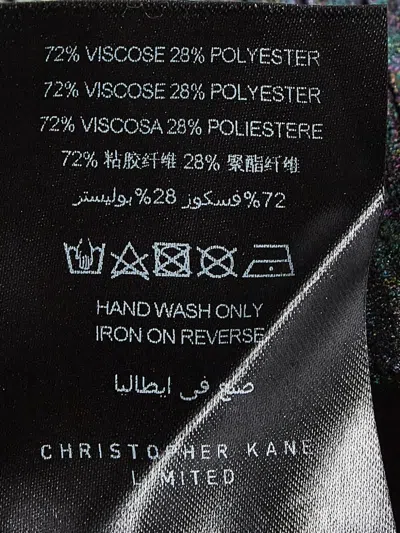 72% VISCOSE 28% POLYESTER
72% VISCOSE 28% POLYESTER
72% VISCOSA 28% POLIESTERE
72% 粘胶纤维 28% 聚酯纤维
72% فسكوز 28% بوليستر
HAND WASH ONLY
IRON ON REVERSE
صنع في ايطاليا
CHRISTOPHER KANE
LIMITED